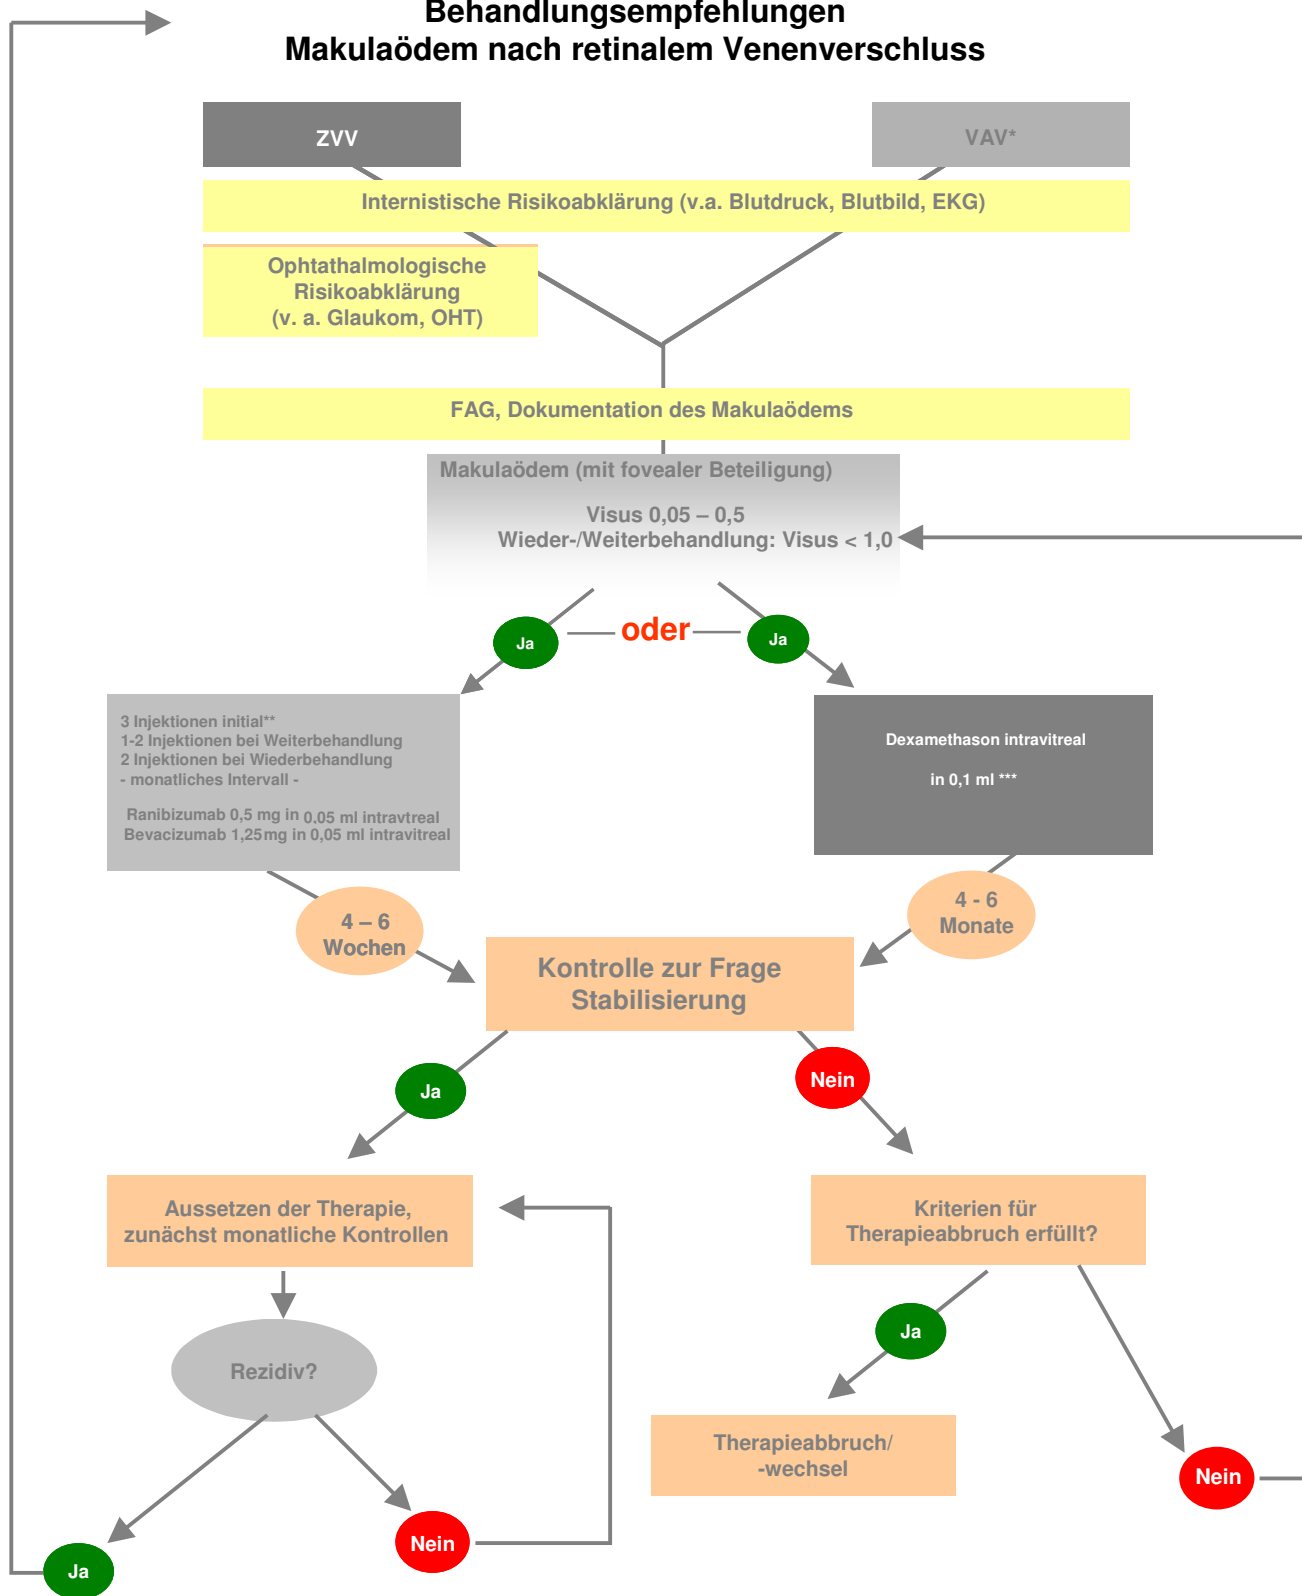 Behandlungsempfehlungen
Makulaödem nach retinalem Venenverschluss
ZVV
VAV*
Internistische Risikoabklärung (v.a. Blutdruck, Blutbild, EKG)
Ophtathalmologische
Risikoabklärung
(v. a. Glaukom, OHT)
FAG, Dokumentation des Makulaödems
Makulaödem (mit fovealer Beteiligung)
Visus 0,05 – 0,5
Wieder-/Weiterbehandlung: Visus < 1,0
Ja
oder
Ja
3 Injektionen initial**
1-2 Injektionen bei Weiterbehandlung
2 Injektionen bei Wiederbehandlung
- monatliches Intervall -
Ranibizumab 0,5 mg in 0,05 ml intravtreal
Bevacizumab 1,25mg in 0,05 ml intravitreal
Dexamethason intravitreal
in 0,1 ml ***
4 – 6
Wochen
4 - 6
Monate
Kontrolle zur Frage
Stabilisierung
Ja
Nein
Aussetzen der Therapie,
zunächst monatliche Kontrollen
Kriterien für
Therapieabbruch erfüllt?
Rezidiv?
Ja
Therapieabbruch/
-wechsel
Nein
Nein
Ja